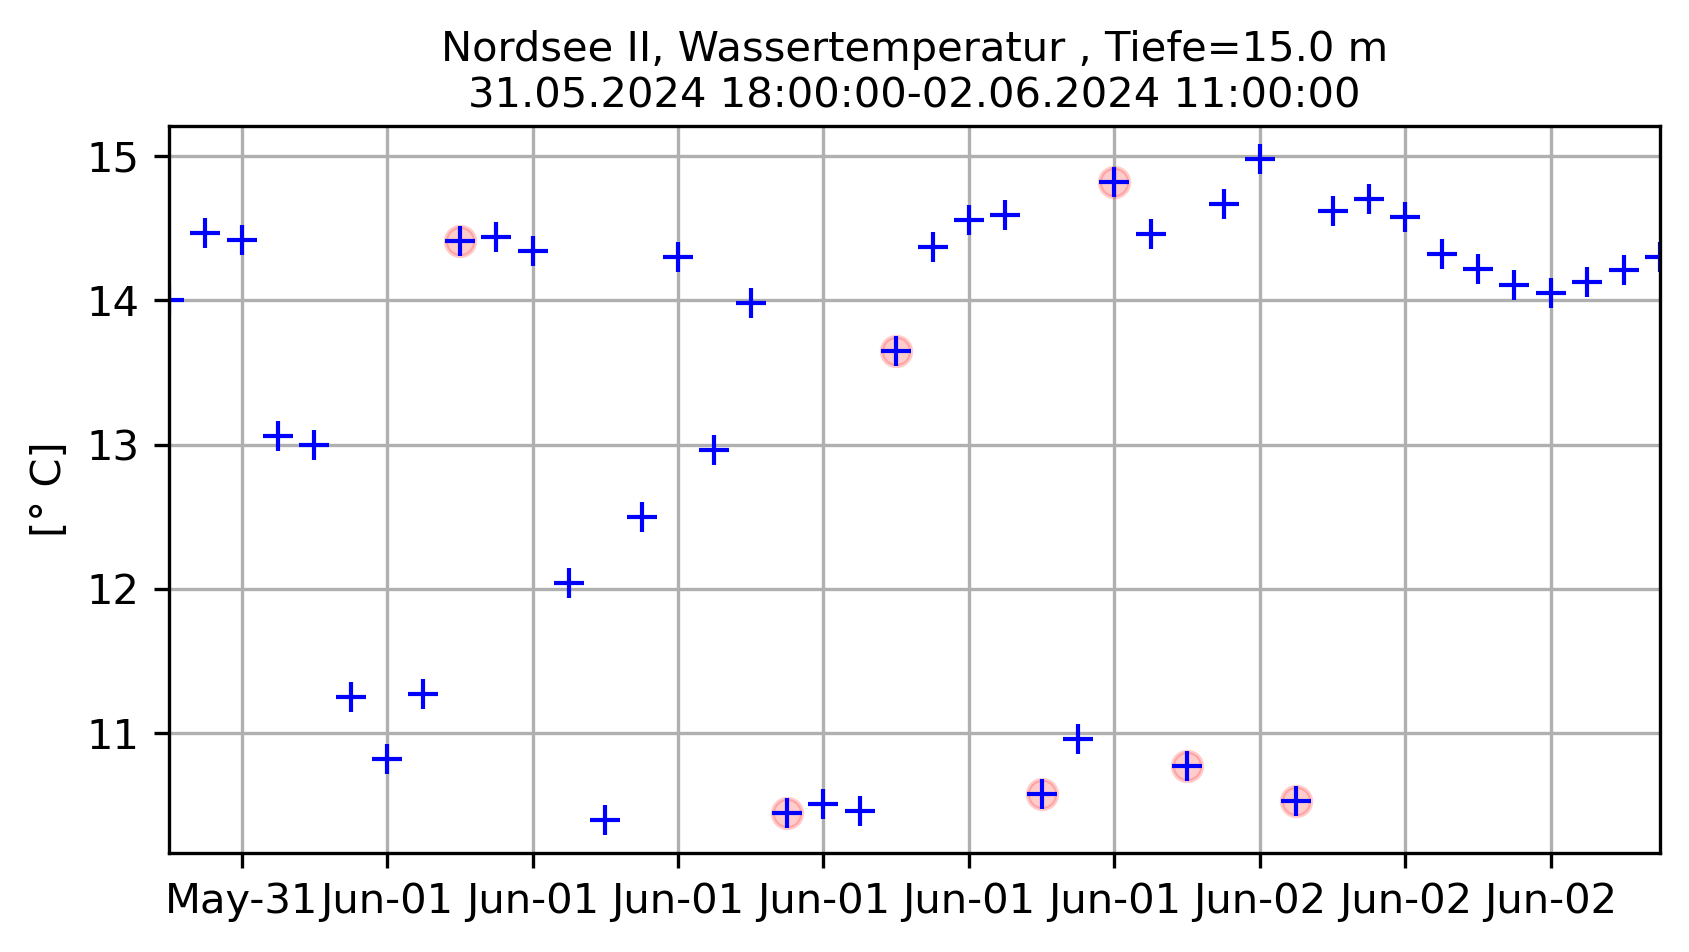 Nordsee II, Wassertemperatur , Tiefe=15.0 m
31.05.2024 18:00:00-02.06.2024 11:00:00
15
14
13
12
11
[° C]
May-31 Jun-01 Jun-01 Jun-01 Jun-01 Jun-01 Jun-01 Jun-02 Jun-02 Jun-02